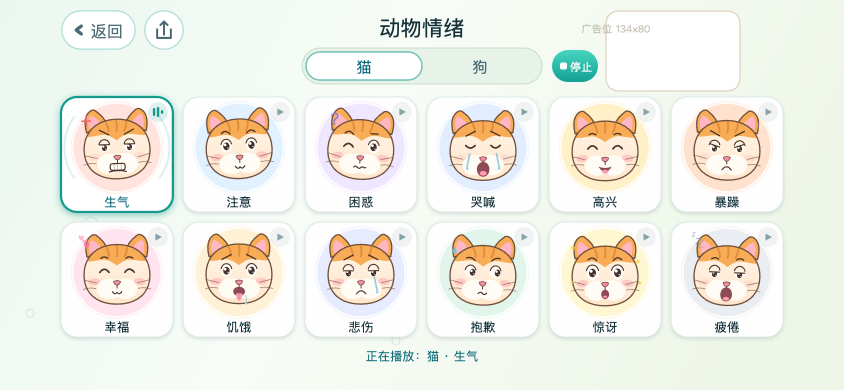 返回
动物情绪
广告位 134×80
猫
狗
停止
生气
注意
困惑
哭喊
高兴
暴躁
幸福
饥饿
悲伤
抱歉
惊讶
疲倦
正在播放：猫 · 生气